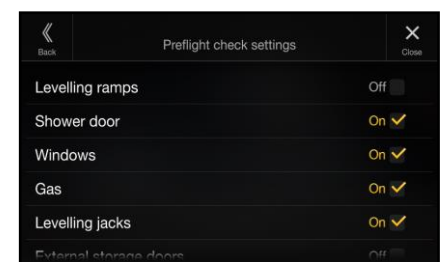 Back
Preflight check settings
Close
Levelling ramps Off
Shower door On
Windows On
Gas On
Levelling jacks On
External storage doors Off